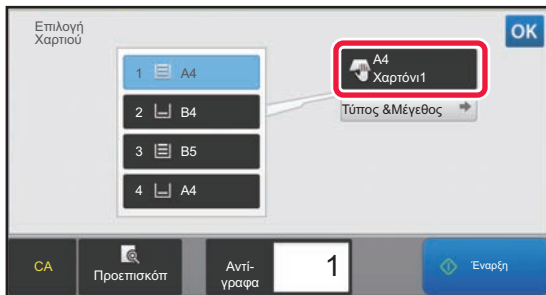 Επιλογή
Χαρτιού
OK
1 A4
2 B4
3 B5
4 A4
A4
Χαρτόνι1
Τύπος &Μέγεθος
CA
Προεπισκόπ
Αντί-
γραφα
1
Έναρξη